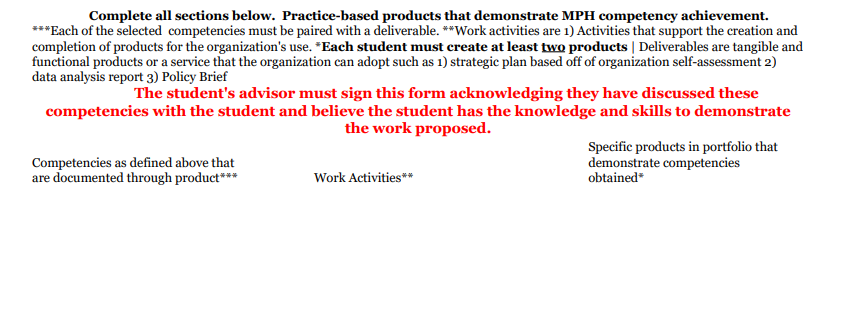 Complete all sections below.  Practice-based products that demonstrate MPH competency achievement.
***Each of the selected  competencies must be paired with a deliverable. **Work activities are 1) Activities that support the creation and
completion of products for the organization's use. *Each student must create at least two products | Deliverables are tangible and
functional products or a service that the organization can adopt such as 1) strategic plan based off of organization self-assessment 2)
data analysis report 3) Policy Brief
The student's advisor must sign this form acknowledging they have discussed these
competencies with the student and believe the student has the knowledge and skills to demonstrate
the work proposed.
Competencies as defined above that
are documented through product***
Work Activities**
Specific products in portfolio that
demonstrate competencies
obtained*